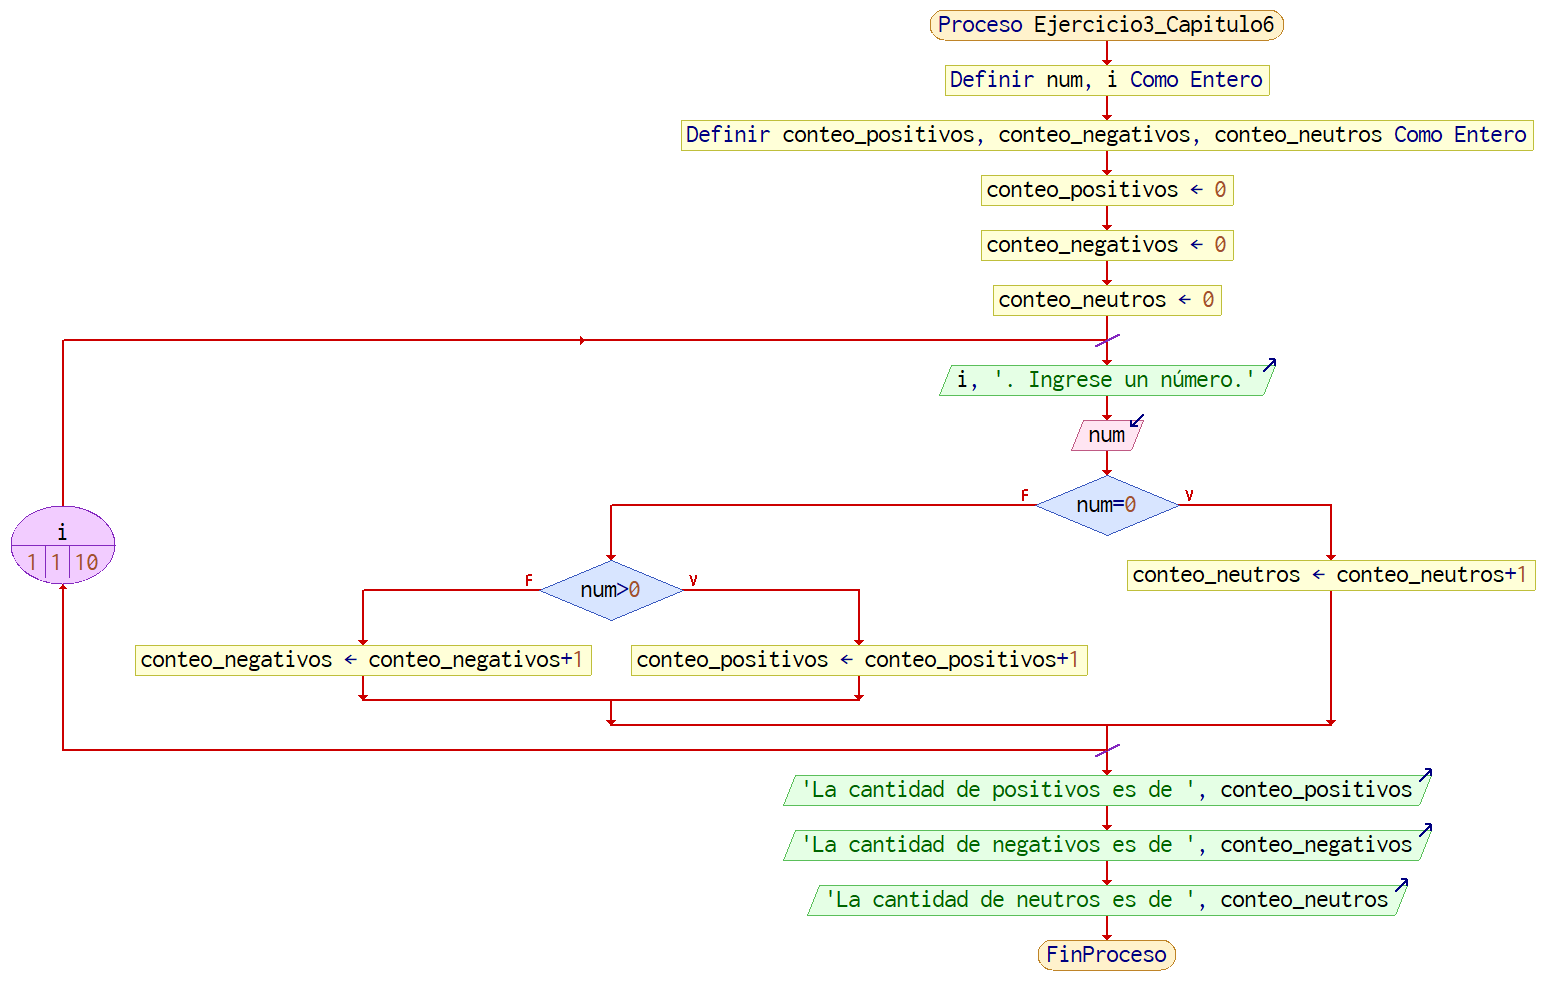 Proceso Ejercicio3_Capitulo6
Definir num, i Como Entero
Definir conteo_positivos, conteo_negativos, conteo_neutros Como Entero
conteo_positivos ← 0
conteo_negativos ← 0
conteo_neutros ← 0
i, '. Ingrese un número.'
num
num=0
F
V
i
1 1 10
conteo_neutros ← conteo_neutros+1
num>0
F
V
conteo_negativos ← conteo_negativos+1
conteo_positivos ← conteo_positivos+1
'La cantidad de positivos es de ', conteo_positivos
'La cantidad de negativos es de ', conteo_negativos
'La cantidad de neutros es de ', conteo_neutros
FinProceso